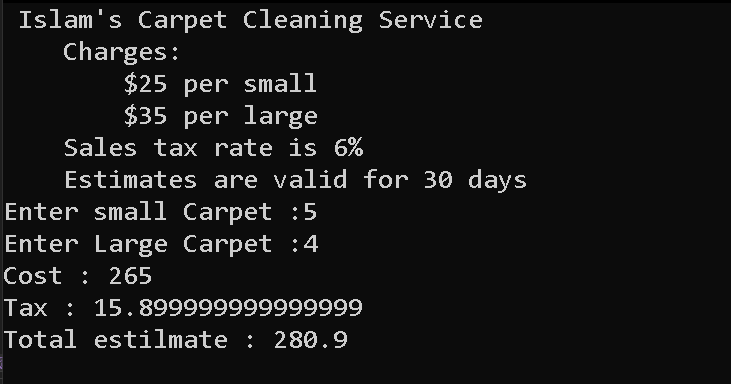 Islam's Carpet Cleaning Service
Charges:
$25 per small
$35 per large
Sales tax rate is 6%
Estimates are valid for 30 days
Enter small Carpet :5
Enter Large Carpet :4
Cost : 265
Tax : 15.899999999999999
Total estilmate : 280.9